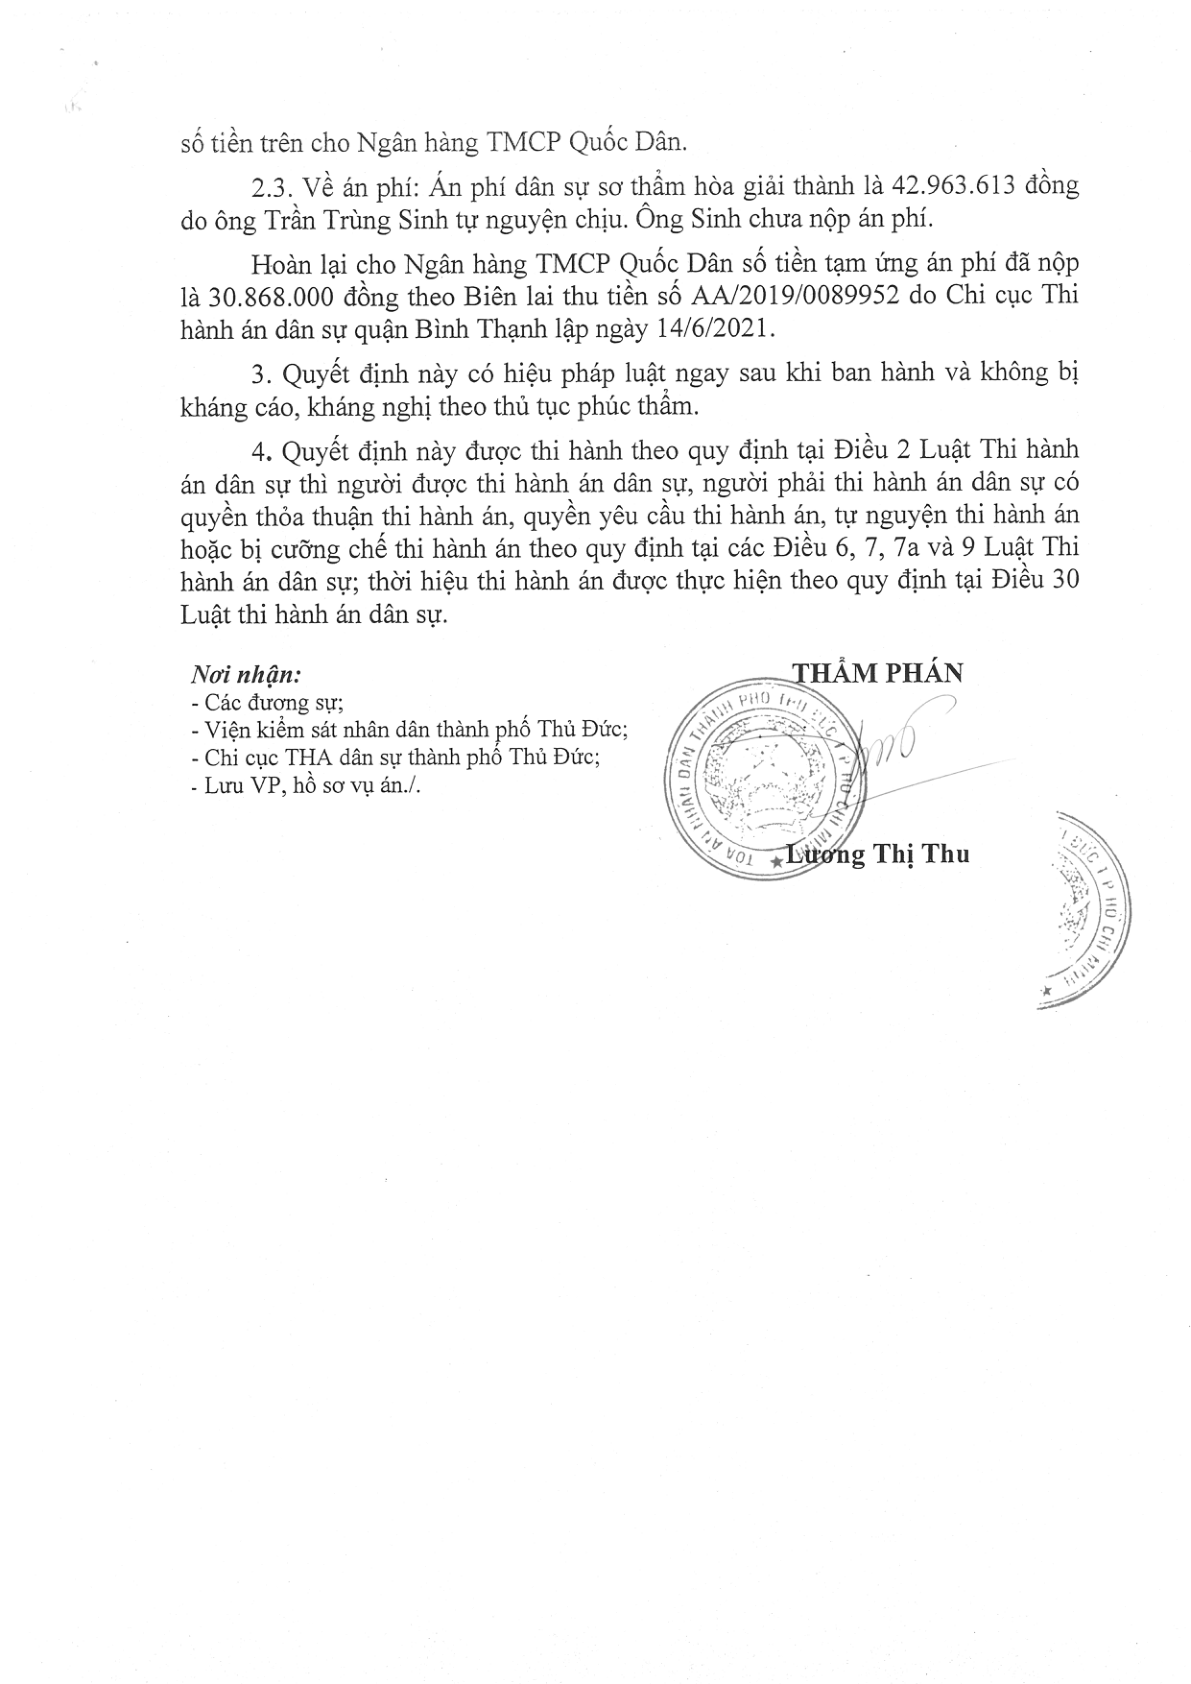 số tiền trên cho Ngân hàng TMCP Quốc Dân.
2.3. Về án phí: Án phí dân sự sơ thẩm hòa giải thành là 42.963.613 đồng
do ông Trần Trùng Sinh tự nguyện chịu. Ông Sinh chưa nộp án phí.
Hoàn lại cho Ngân hàng TMCP Quốc Dân số tiền tạm ứng án phí đã nộp
là 30.868.000 đồng theo Biên lai thu tiền số AA/2019/0089952 do Chi cục Thi
hành án dân sự quận Bình Thạnh lập ngày 14/6/2021.
3. Quyết định này có hiệu pháp luật ngay sau khi ban hành và không bị
kháng cáo, kháng nghị theo thủ tục phúc thẩm.
4. Quyết định này được thi hành theo quy định tại Điều 2 Luật Thi hành
án dân sự thì người được thi hành án dân sự, người phải thi hành án dân sự có
quyền thỏa thuận thi hành án, quyền yêu cầu thi hành án, tự nguyện thi hành án
hoặc bị cưỡng chế thi hành án theo quy định tại các Điều 6, 7, 7a và 9 Luật Thi
hành án dân sự; thời hiệu thi hành án được thực hiện theo quy định tại Điều 30
Luật thi hành án dân sự.
Nơi nhận:
- Các đương sự;
- Viện kiểm sát nhân dân thành phố Thủ Đức;
- Chi cục THA dân sự thành phố Thủ Đức;
- Lưu VP, hồ sơ vụ án./.
THẨM PHÁN
TÒA ÁN NHÂN DÂN THÀNH PHỐ THỦ ĐỨC T.P HỒ CHÍ MINH
Lương Thị Thu
ĐỨC T.P HỒ CHÍ MINH